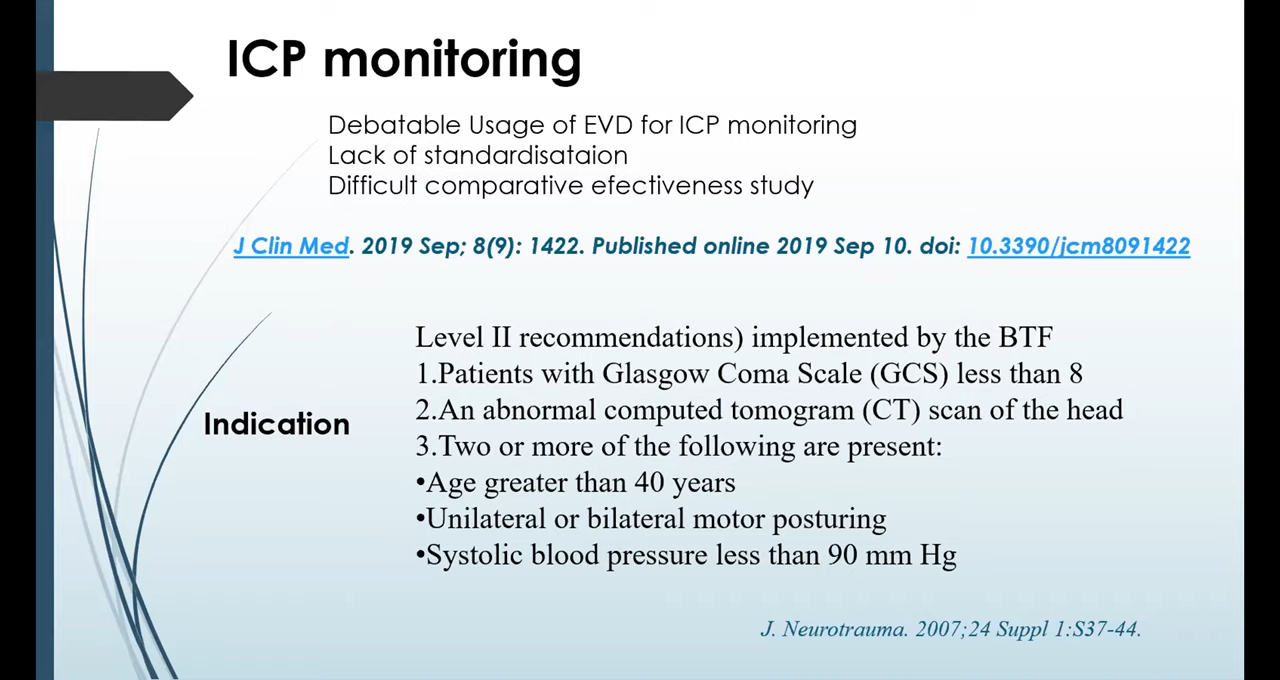 ICP monitoring
Debatable Usage of EVD for ICP monitoring
Lack of standardisataion
Difficult comparative efectiveness study
J Clin Med. 2019 Sep; 8(9): 1422. Published online 2019 Sep 10. doi: 10.3390/jcm8091422
Indication
Level II recommendations) implemented by the BTF
1.Patients with Glasgow Coma Scale (GCS) less than 8
2.An abnormal computed tomogram (CT) scan of the head
3.Two or more of the following are present:
•Age greater than 40 years
•Unilateral or bilateral motor posturing
•Systolic blood pressure less than 90 mm Hg
J. Neurotrauma. 2007;24 Suppl 1:S37-44.